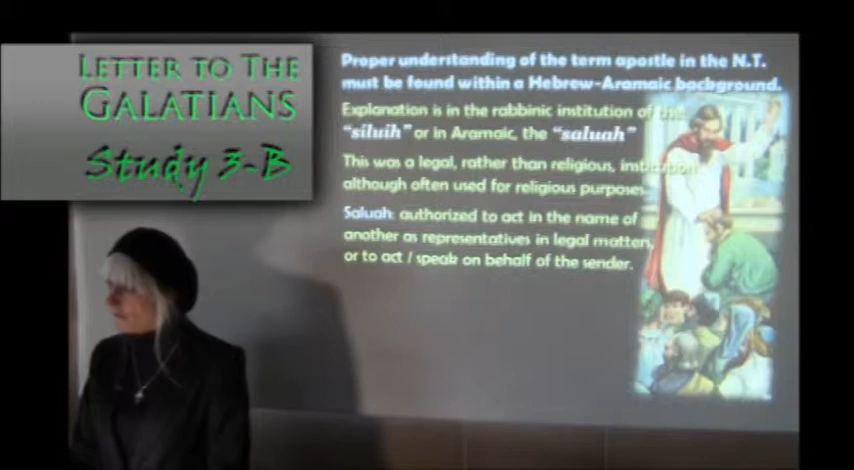 LETTER TO THE
GALATIANS
Study 3-B
Proper understanding of the term apostle in the N.T.
must be found within a Hebrew-Aramaic background.
Explanation is in the rabbinic institution of the
"siluih" or in Aramaic, the "saluah"
This was a legal, rather than religious, institution
although often used for religious purposes
Saluah: authorized to act in the name of
another as representatives in legal matters,
or to act / speak on behalf of the sender.